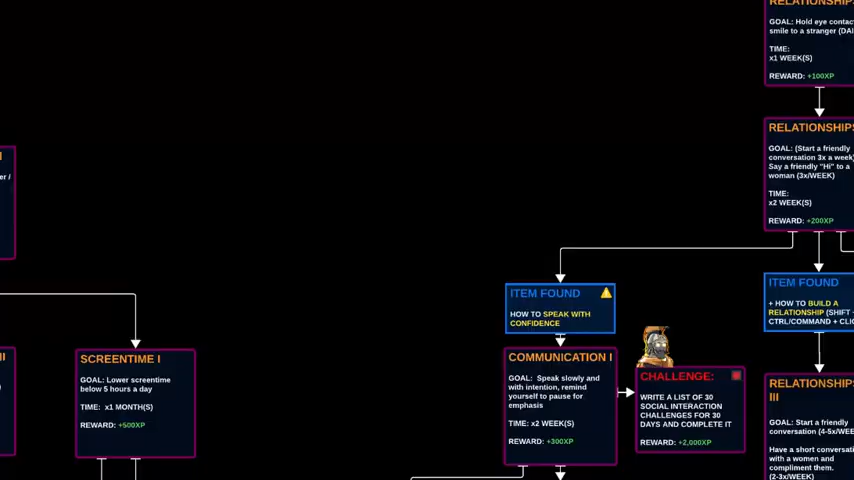 RELATIONSHIPS
GOAL: Hold eye contac
smile to a stranger (DAI
TIME:
x1 WEEK(S)
REWARD: +100XP
RELATIONSHIPS
GOAL: (Start a friendly
conversation 3x a week)
Say a friendly "Hi" to a
woman (3x/WEEK)
TIME:
x2 WEEK(S)
REWARD: +200XP
er /
ITEM FOUND
HOW TO SPEAK WITH
CONFIDENCE
ITEM FOUND
+ HOW TO BUILD A
RELATIONSHIP (SHIFT +
CTRL/COMMAND + CLIC
SCREENTIME I
GOAL: Lower screentime
below 5 hours a day
TIME: x1 MONTH(S)
REWARD: +500XP
COMMUNICATION I
GOAL: Speak slowly and
with intention, remind
yourself to pause for
emphasis
TIME: x2 WEEK(S)
REWARD: +300XP
CHALLENGE:
WRITE A LIST OF 30
SOCIAL INTERACTION
CHALLENGES FOR 30
DAYS AND COMPLETE IT
REWARD: +2,000XP
RELATIONSHIPS
III
GOAL: Start a friendly
conversation (4-5x/WEE
Have a short conversati
with a women and
compliment them.
(2-3x/WEEK)